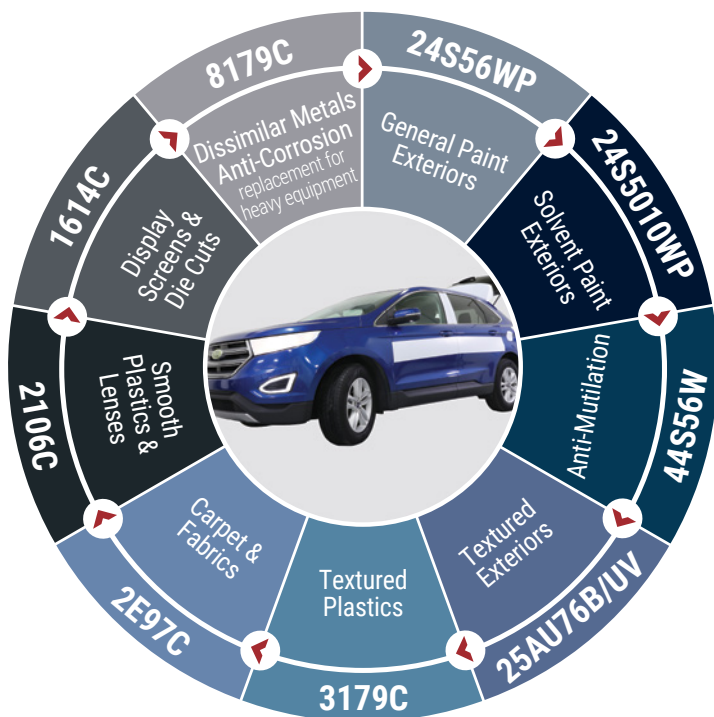 24S56WP
General Paint
Exteriors
24S5010WP
Solvent Paint
Exteriors
44S56W
Anti-Mutilation
25AU76B/UV
Textured
Exteriors
3179C
Textured
Plastics
2E97C
Carpet &
Fabrics
2106C
Smooth
Plastics &
Lenses
1614C
Display
Screens &
Die Cuts
8179C
Dissimilar Metals
Anti-Corrosion
replacement for
heavy equipment